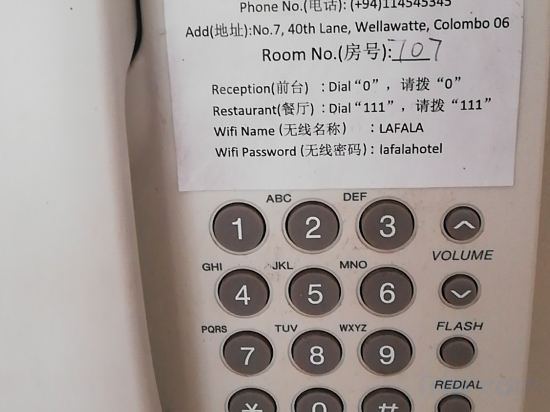 Phone No.(电话): (+94)114545345
Add(地址):No.7, 40th Lane, Wellawatte, Colombo 06
Room No.(房号): 707
Reception(前台) : Dial “0” ，请拨 “0”
Restaurant(餐厅) : Dial “111” ，请拨 “111”
Wifi Name (无线名称) : LAFALA
Wifi Password (无线密码) : lafalahotel
ABC DEF
1 2 3
VOLUME
GHI JKL MNO
4 5 6
PQRS TUV WXYZ FLASH
7 8 9
REDIAL
* 0 #